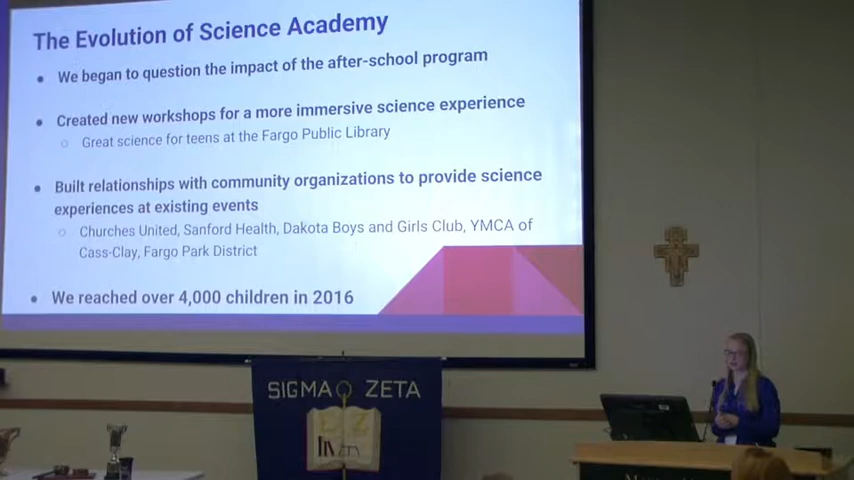 The Evolution of Science Academy
● We began to question the impact of the after-school program
● Created new workshops for a more immersive science experience
○ Great science for teens at the Fargo Public Library
● Built relationships with community organizations to provide science
experiences at existing events
○ Churches United, Sanford Health, Dakota Boys and Girls Club, YMCA of
Cass-Clay, Fargo Park District
● We reached over 4,000 children in 2016
SIGMA ZETA